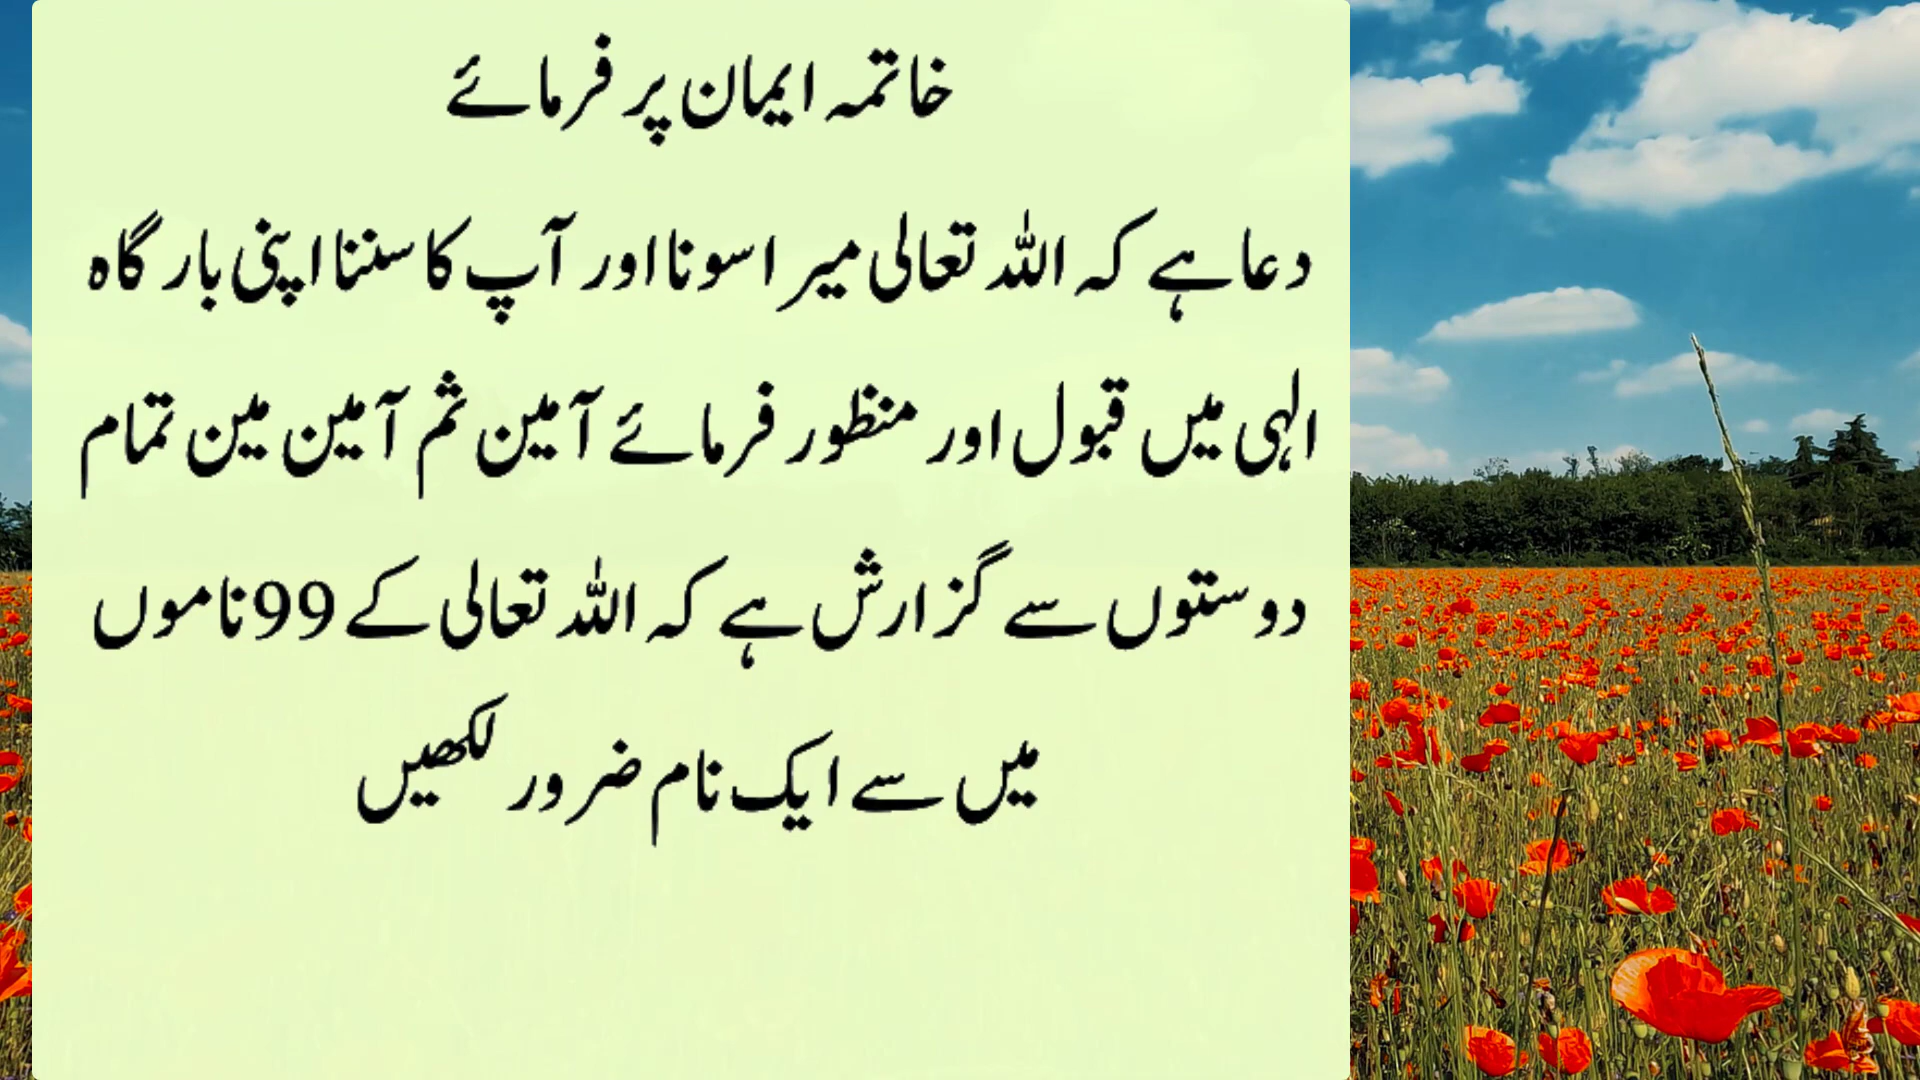 خاتمہ ایمان پر فرمائے
دعا ہے کہ اللہ تعالی میرا سونا اور آپ کا سننا اپنی بار گاہ
الہی میں قبول اور منظور فرمائے آمین ثم آمین مین تمام
دوستوں سے گزارش ہے کہ اللہ تعالی کے 99 ناموں
میں سے ایک نام ضرور لکھیں